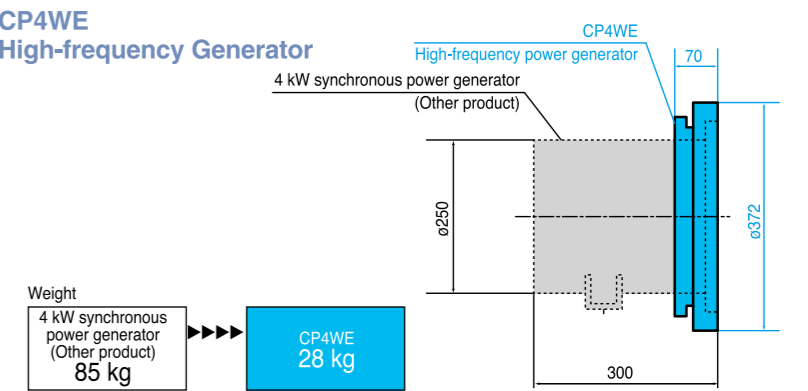 CP4WE
High-frequency Generator
CP4WE
High-frequency power generator
70
4 kW synchronous power generator
(Other product)
ø250
ø372
300
Weight
4 kW synchronous
power generator
(Other product)
85 kg
CP4WE
28 kg